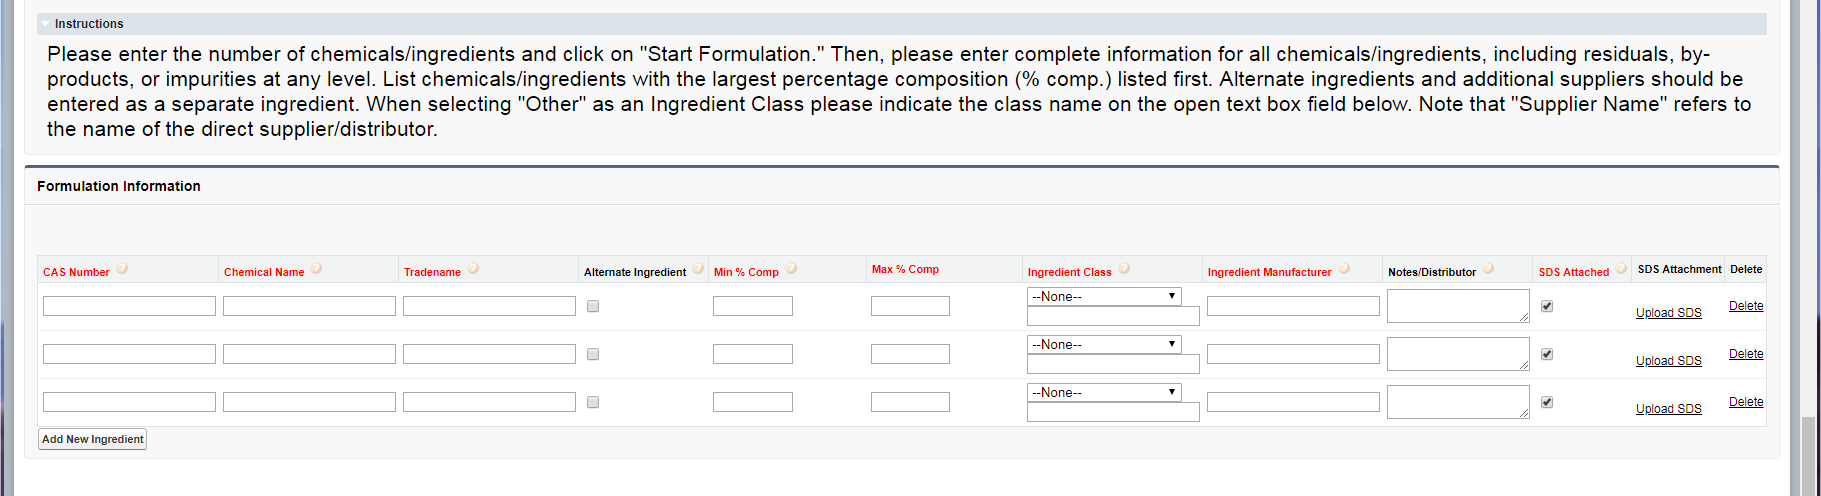 Instructions
Please enter the number of chemicals/ingredients and click on "Start Formulation." Then, please enter complete information for all chemicals/ingredients, including residuals, by-
products, or impurities at any level. List chemicals/ingredients with the largest percentage composition (% comp.) listed first. Alternate ingredients and additional suppliers should be
entered as a separate ingredient. When selecting "Other" as an Ingredient Class please indicate the class name on the open text box field below. Note that "Supplier Name" refers to
the name of the direct supplier/distributor.
Formulation Information
CAS Number ? Chemical Name ? Tradename ? Alternate Ingredient ? Min % Comp ? Max % Comp Ingredient Class ? Ingredient Manufacturer ? Notes/Distributor ? SDS Attached ? SDS Attachment Delete
--None-- Upload SDS Delete
--None-- Upload SDS Delete
--None-- Upload SDS Delete
Add New Ingredient